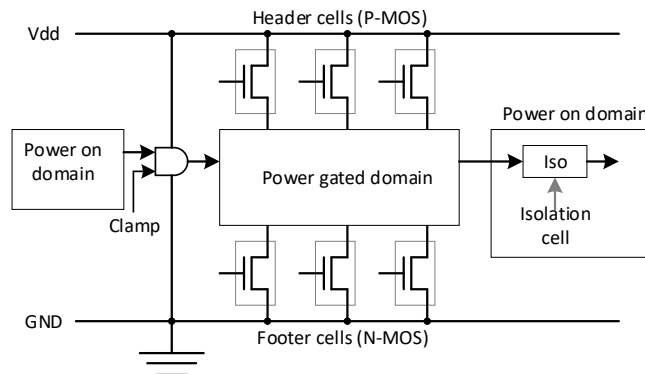 Header cells (P-MOS)
Vdd
Power on domain
Power on
domain
Power gated domain
Iso
Clamp
Isolation
cell
GND
Footer cells (N-MOS)